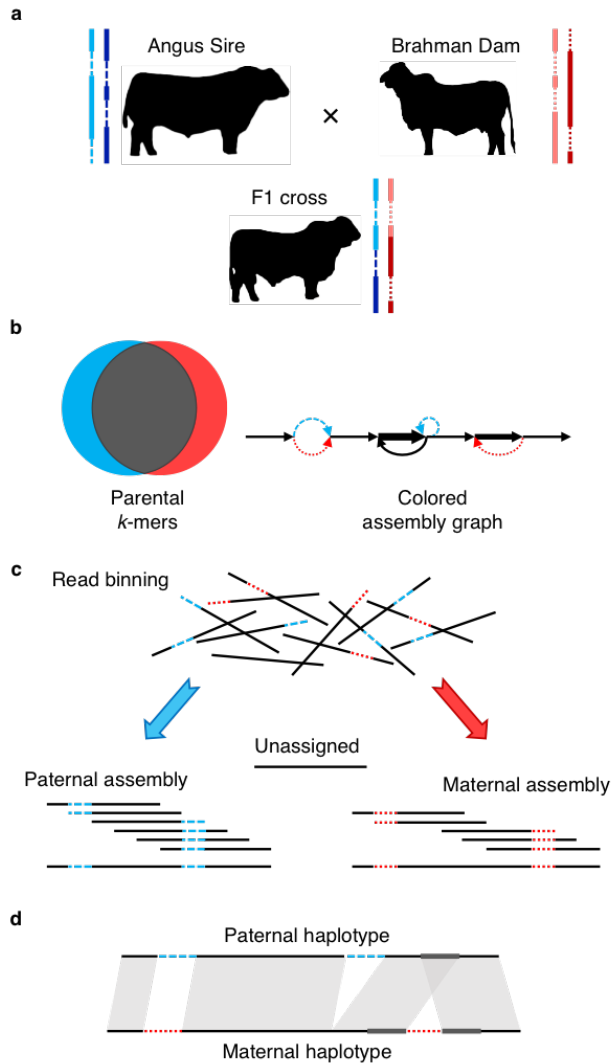 a
Angus Sire
Brahman Dam
×
F1 cross
b
Parental
k-mers
Colored
assembly graph
c
Read binning
Unassigned
Paternal assembly
Maternal assembly
d
Paternal haplotype
Maternal haplotype